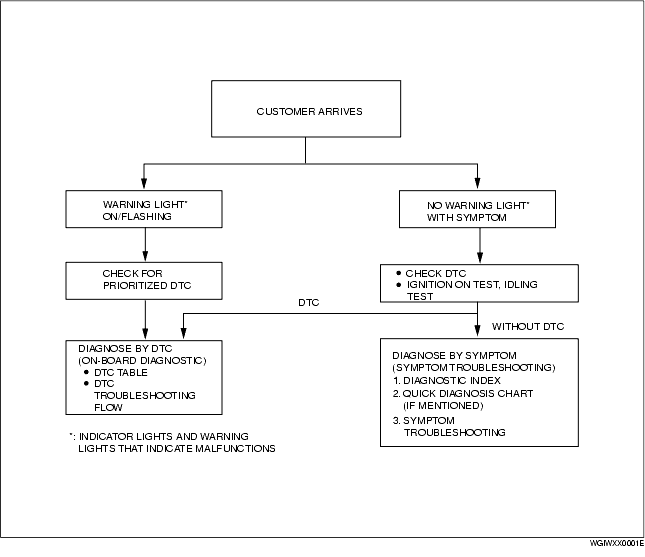 CUSTOMER ARRIVES
WARNING LIGHT*
ON/FLASHING
NO WARNING LIGHT*
WITH SYMPTOM
CHECK FOR
PRIORITIZED DTC
● CHECK DTC
● IGNITION ON TEST, IDLING
TEST
DTC
WITHOUT DTC
DIAGNOSE BY DTC
(ON-BOARD DIAGNOSTIC)
● DTC TABLE
● DTC
TROUBLESHOOTING
FLOW
DIAGNOSE BY SYMPTOM
(SYMPTOM TROUBLESHOOTING)
1. DIAGNOSTIC INDEX
2. QUICK DIAGNOSIS CHART
(IF MENTIONED)
3. SYMPTOM
TROUBLESHOOTING
*: INDICATOR LIGHTS AND WARNING
LIGHTS THAT INDICATE MALFUNCTIONS
WGIWXX0001E